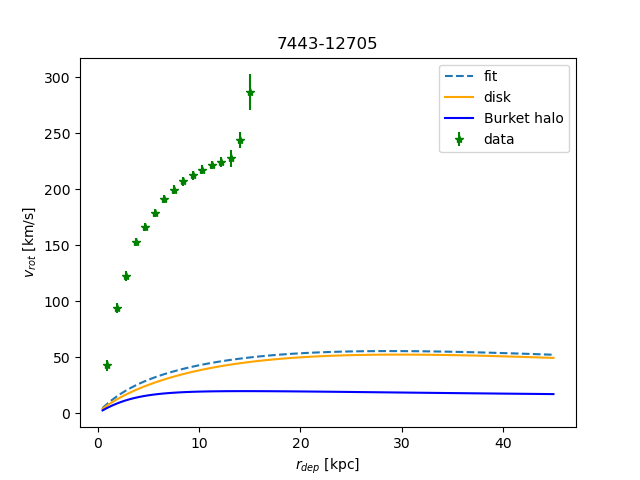 7443-12705
300
250
200
150
100
50
0
v_rot [km/s]
fit
disk
Burket halo
data
0 10 20 30 40
r_dep [kpc]